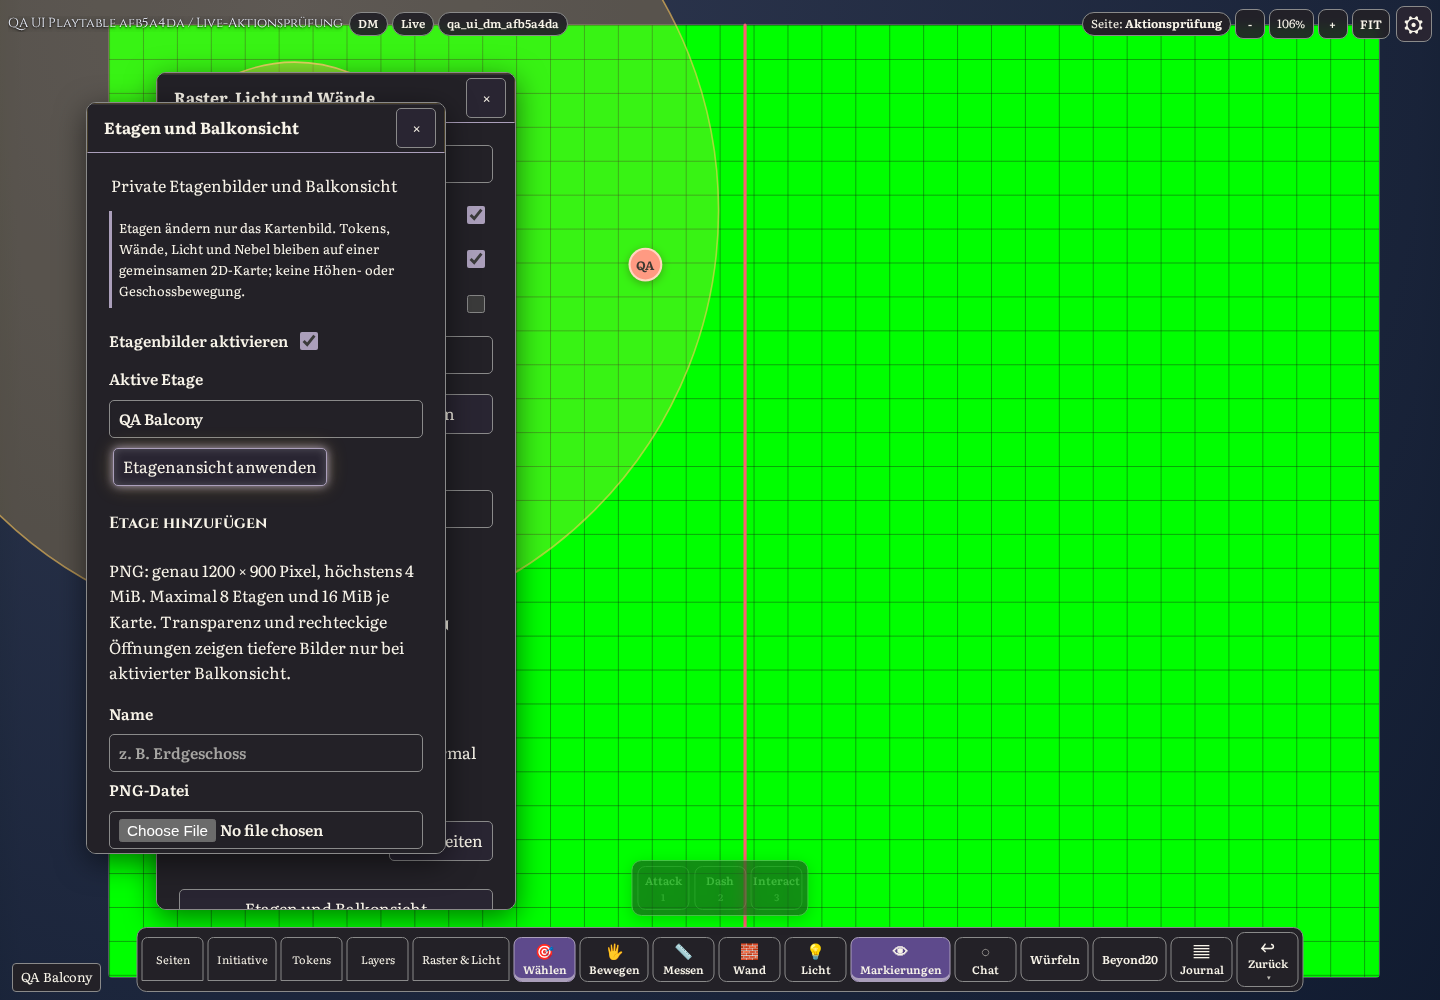 QA UI Playtable afb5a4da / Live-Aktionsprüfung DM Live qa_ui_dm_afb5a4da
Seite: Aktionsprüfung - 106% + FIT
Raster, Licht und Wände ×
Etagen und Balkonsicht ×
Private Etagenbilder und Balkonsicht
Etagen ändern nur das Kartenbild. Tokens,
Wände, Licht und Nebel bleiben auf einer
gemeinsamen 2D-Karte; keine Höhen- oder
Geschossbewegung.
Etagenbilder aktivieren
Aktive Etage
QA Balcony
Etagenansicht anwenden
Etage hinzufügen
PNG: genau 1200 × 900 Pixel, höchstens 4
MiB. Maximal 8 Etagen und 16 MiB je
Karte. Transparenz und rechteckige
Öffnungen zeigen tiefere Bilder nur bei
aktivierter Balkonsicht.
Name
z. B. Erdgeschoss
PNG-Datei
Choose File No file chosen
Etagen und Balkonsicht
QA
Attack Dash Interact
1 2 3
Seiten Initiative Tokens Layers Raster & Licht Wählen Bewegen Messen Wand Licht Markierungen Chat Würfeln Beyond20 Journal Zurück
QA Balcony